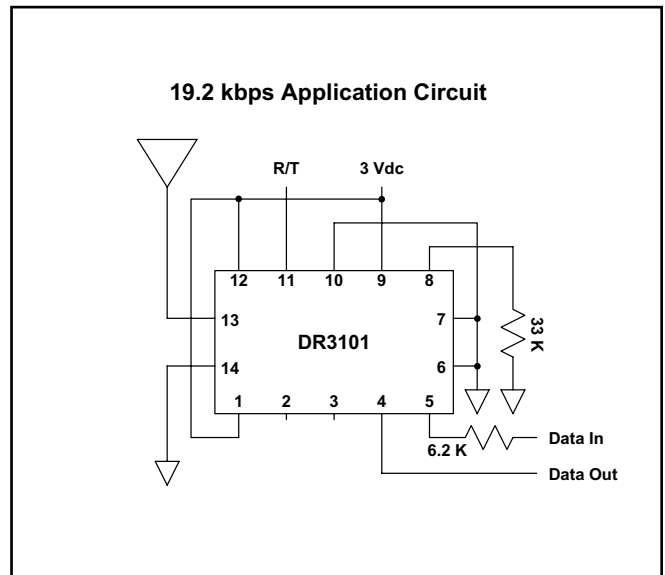 19.2 kbps Application Circuit
R/T 3 Vdc
12 11 10 9 8
13
7
33 K
DR3101
14
6
1 2 3 4 5
6.2 K
Data In
Data Out